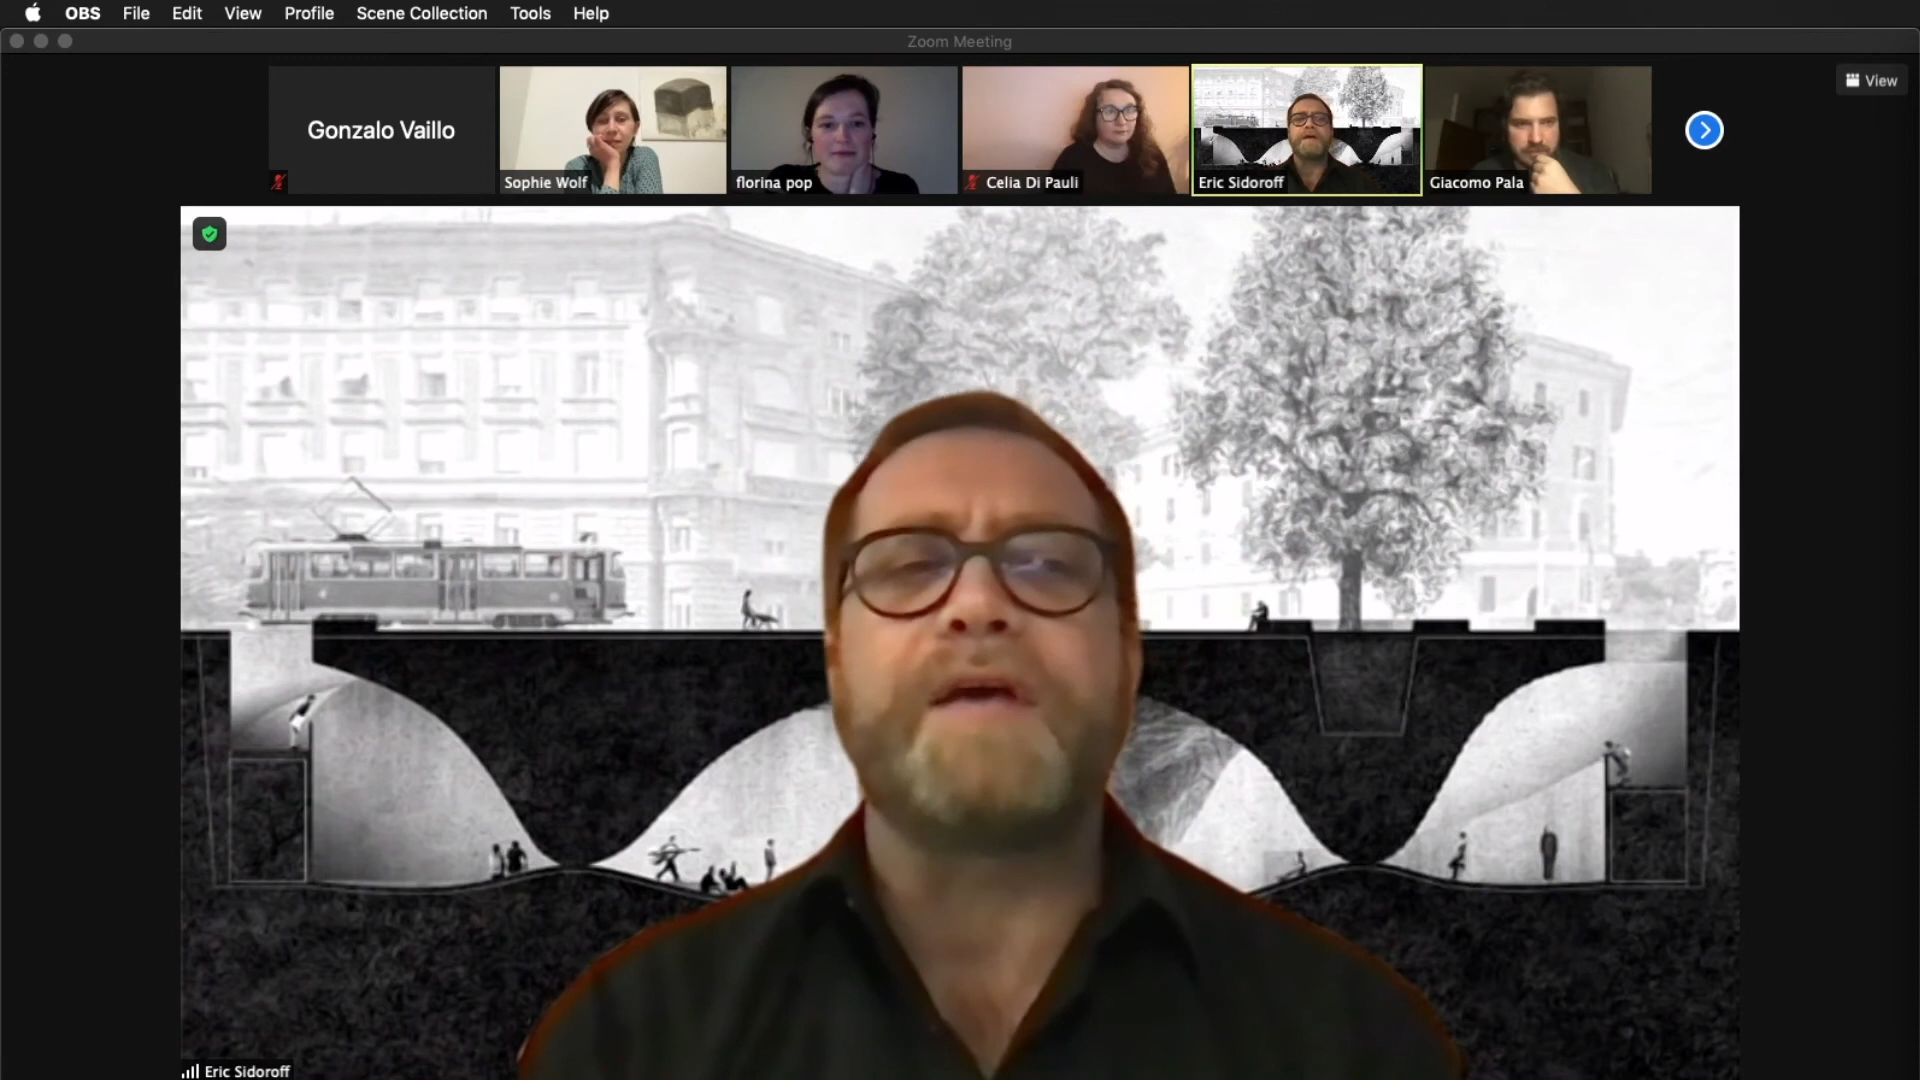 OBS File Edit View Profile Scene Collection Tools Help
Zoom Meeting
Gonzalo Vaillo
Sophie Wolf
florina pop
Celia Di Pauli
Eric Sidoroff
Giacomo Pala
View
Eric Sidoroff